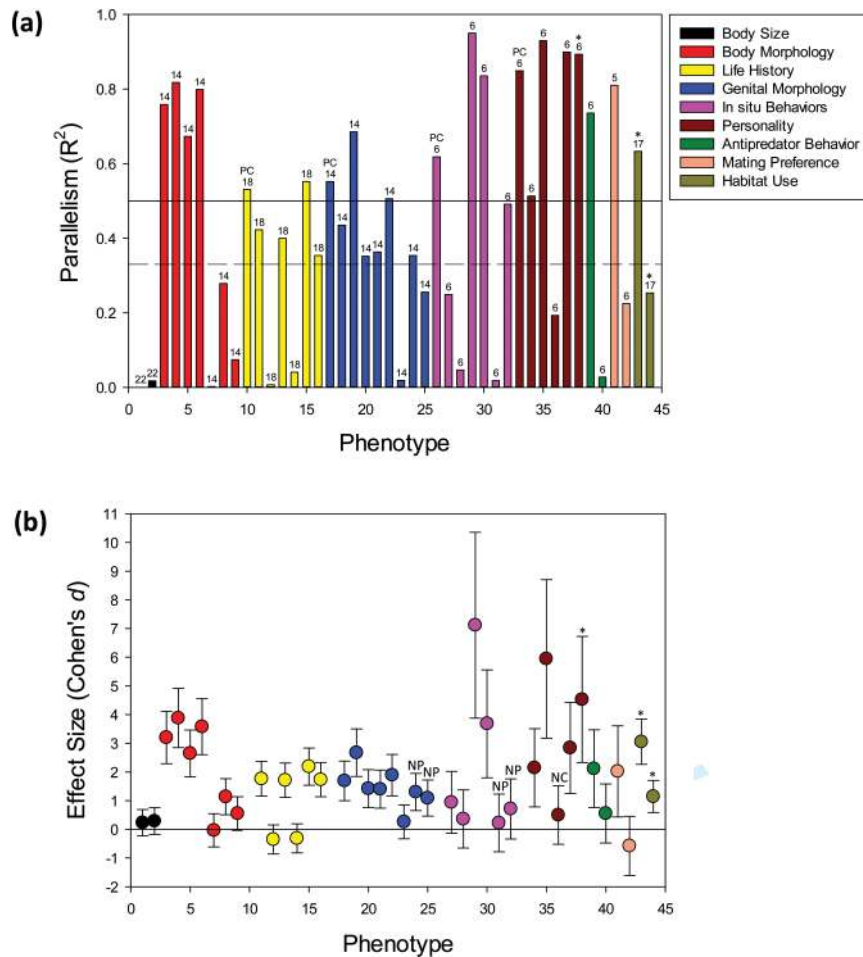 (a)
1.0
0.8
0.6
0.4
0.2
0.0
Parallelism (R²)
22
22
14
14
14
14
14
14
14
PC
18
18
18
18
18
18
18
PC
14
14
14
14
14
14
14
14
14
PC
6
6
6
6
6
6
6
PC
6
6
6
6
6
*
6
6
6
5
6
*
17
*
17
0 5 10 15 20 25 30 35 40 45
Phenotype
Body Size
Body Morphology
Life History
Genital Morphology
In situ Behaviors
Personality
Antipredator Behavior
Mating Preference
Habitat Use
(b)
11
10
9
8
7
6
5
4
3
2
1
0
-1
-2
Effect Size (Cohen's d)
NP
NP
NP
NP
NC
*
*
*
0 5 10 15 20 25 30 35 40 45
Phenotype